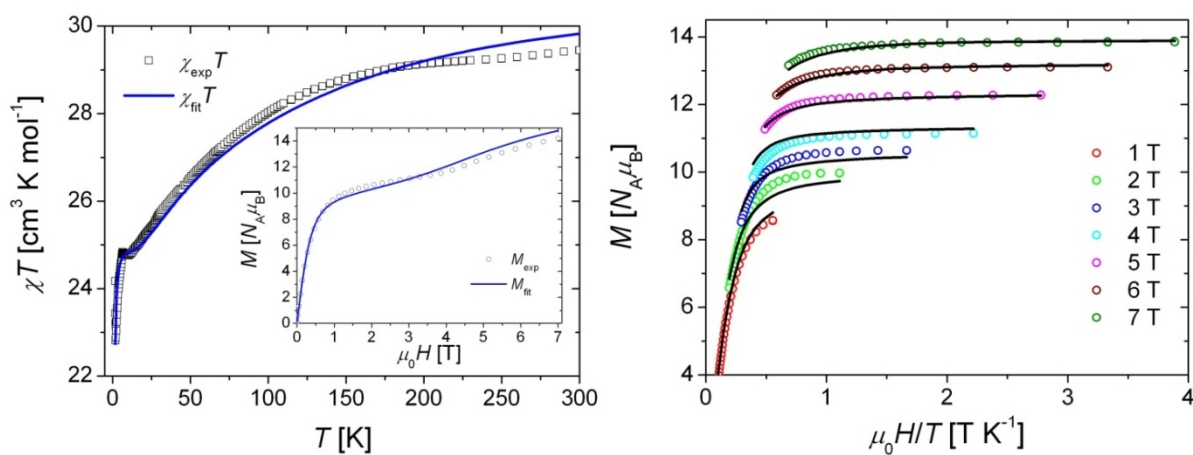 30
28
26
24
22
χT [cm³ K mol⁻¹]
χexpT
χfitT
14
12
10
8
6
4
2
0
M [NAμB]
Mexp
Mfit
0 1 2 3 4 5 6 7
μ₀H [T]
0 50 100 150 200 250 300
T [K]
14
12
10
8
6
4
M [NAμB]
1 T
2 T
3 T
4 T
5 T
6 T
7 T
0 1 2 3 4
μ₀H/T [T K⁻¹]